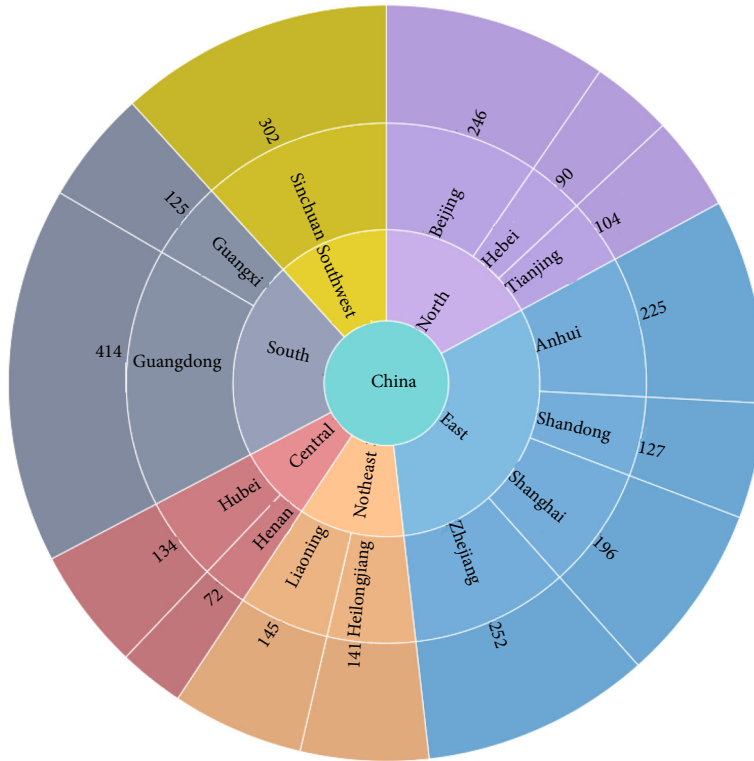 China
North
Beijing
246
Hebei
90
Tianjing
104
East
Anhui
225
Shandong
127
Shanghai
196
Zhejiang
252
Notheast
Heilongjiang
141
Liaoning
145
Central
Henan
72
Hubei
134
South
Guangdong
414
Guangxi
125
Southwest
Sinchuan
302